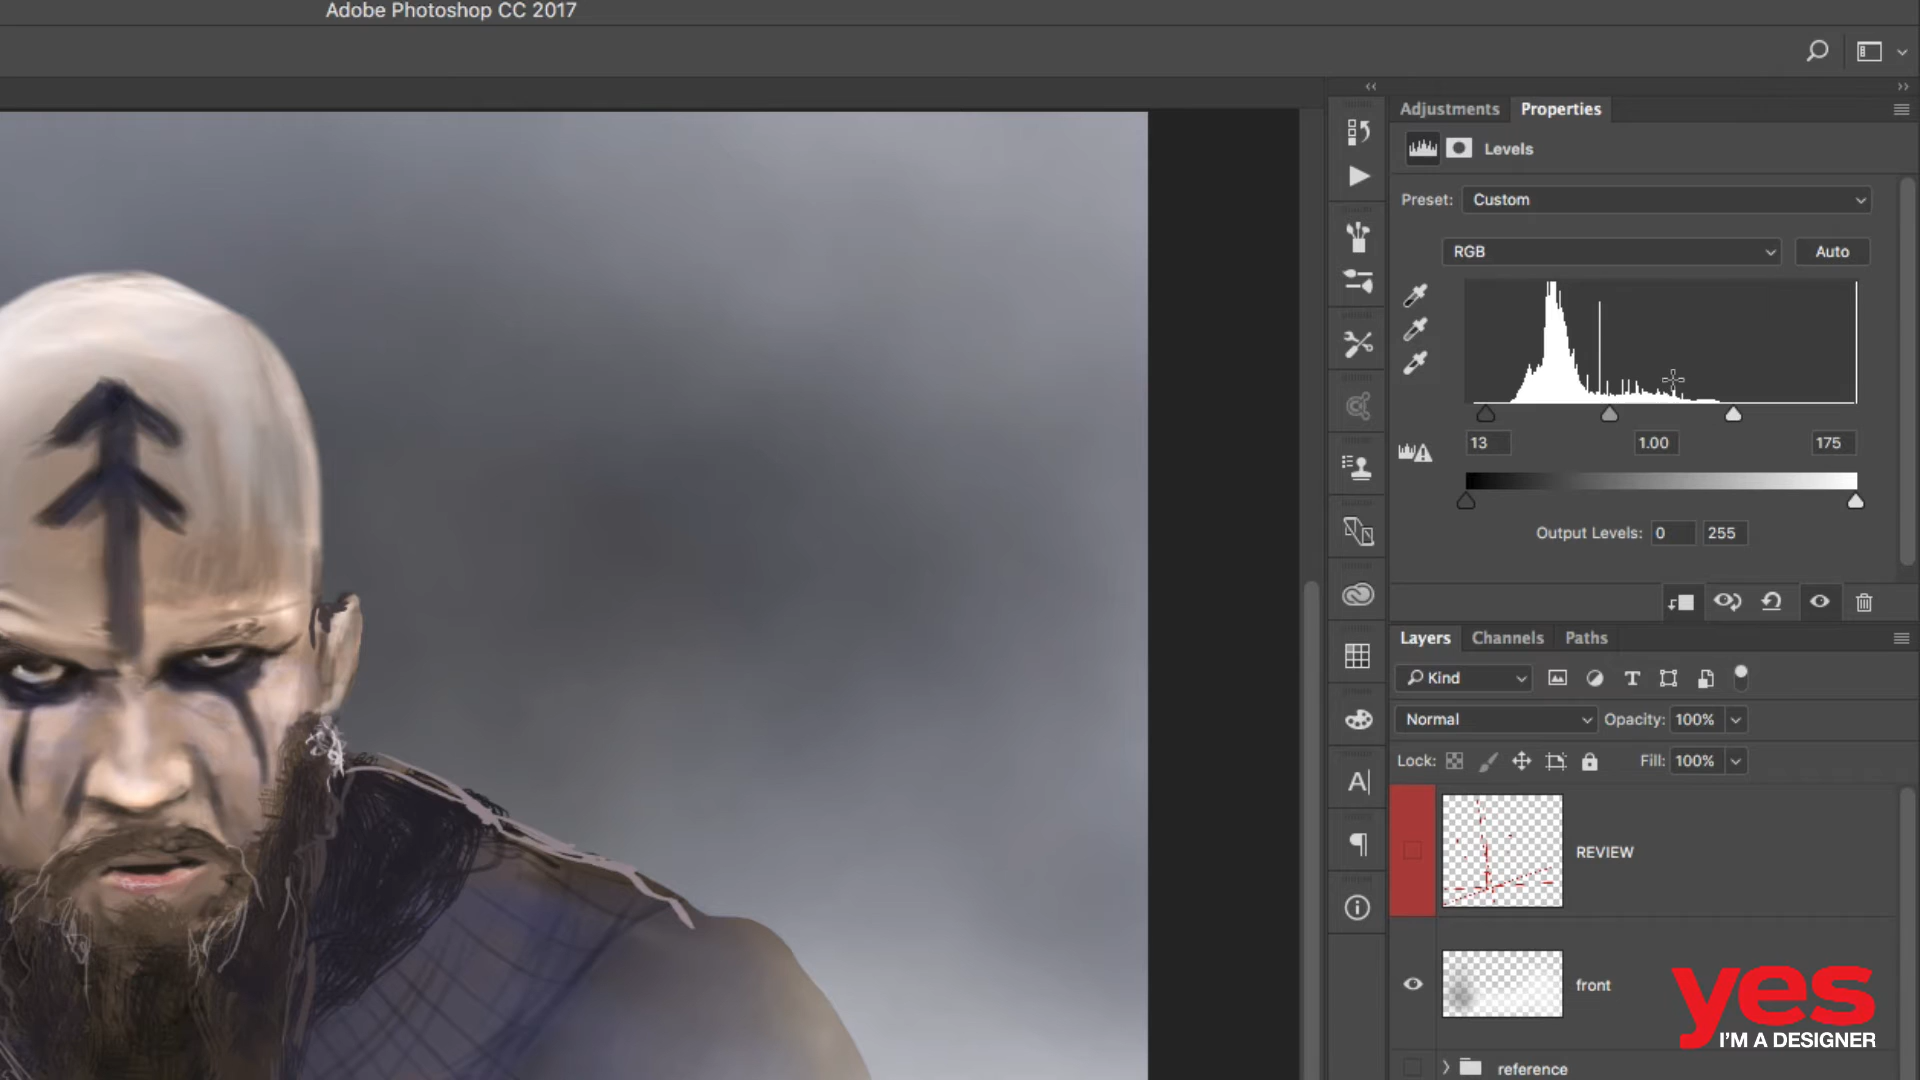 Adobe Photoshop CC 2017
Adjustments Properties
Levels
Preset: Custom
RGB Auto
13 1.00 175
Output Levels: 0 255
Layers Channels Paths
Kind
Normal Opacity: 100%
Lock: Fill: 100%
REVIEW
front
reference
yes
I'M A DESIGNER